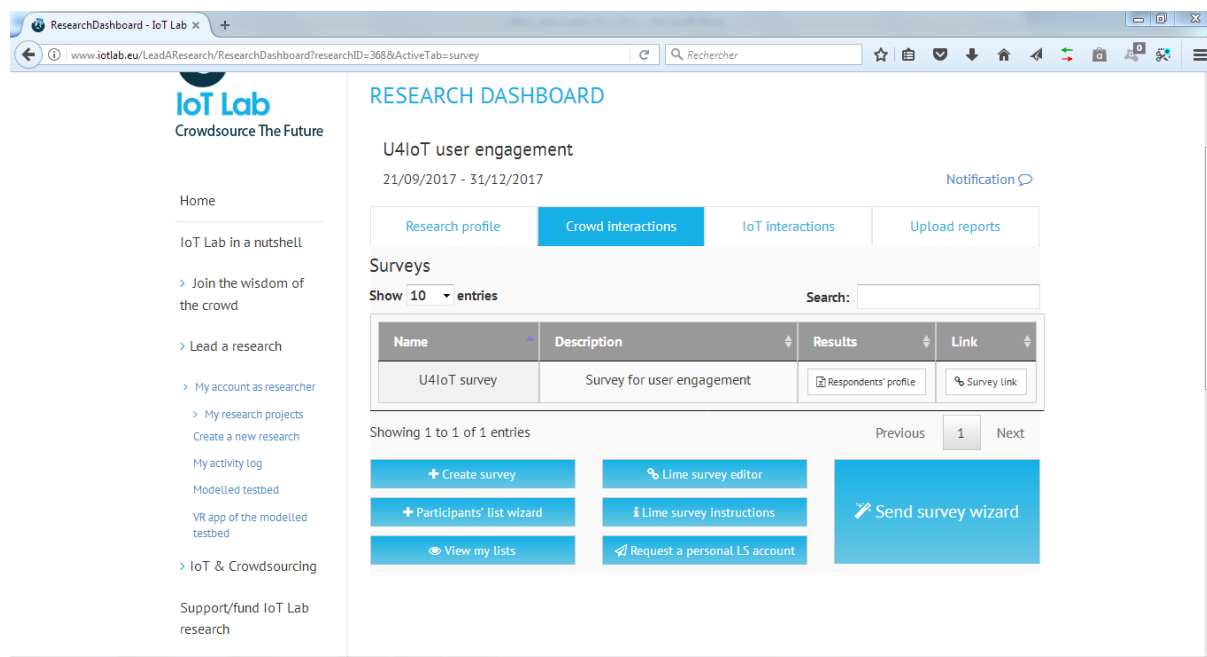 ResearchDashboard - IoT Lab
www.iotlab.eu/LeadAResearch/ResearchDashboard?researchID=368&ActiveTab=survey
Rechercher
0
IoT Lab
Crowdsource The Future
Home
IoT Lab in a nutshell
> Join the wisdom of
the crowd
> Lead a research
> My account as researcher
> My research projects
Create a new research
My activity log
Modelled testbed
VR app of the modelled
testbed
> IoT & Crowdsourcing
Support/fund IoT Lab
research
RESEARCH DASHBOARD
U4IoT user engagement
21/09/2017 - 31/12/2017
Notification
Research profile Crowd interactions IoT interactions Upload reports
Surveys
Show 10 entries Search:
Name Description Results Link
U4IoT survey Survey for user engagement Respondents' profile Survey link
Showing 1 to 1 of 1 entries Previous 1 Next
Create survey Lime survey editor
Participants' list wizard Lime survey instructions Send survey wizard
View my lists Request a personal LS account